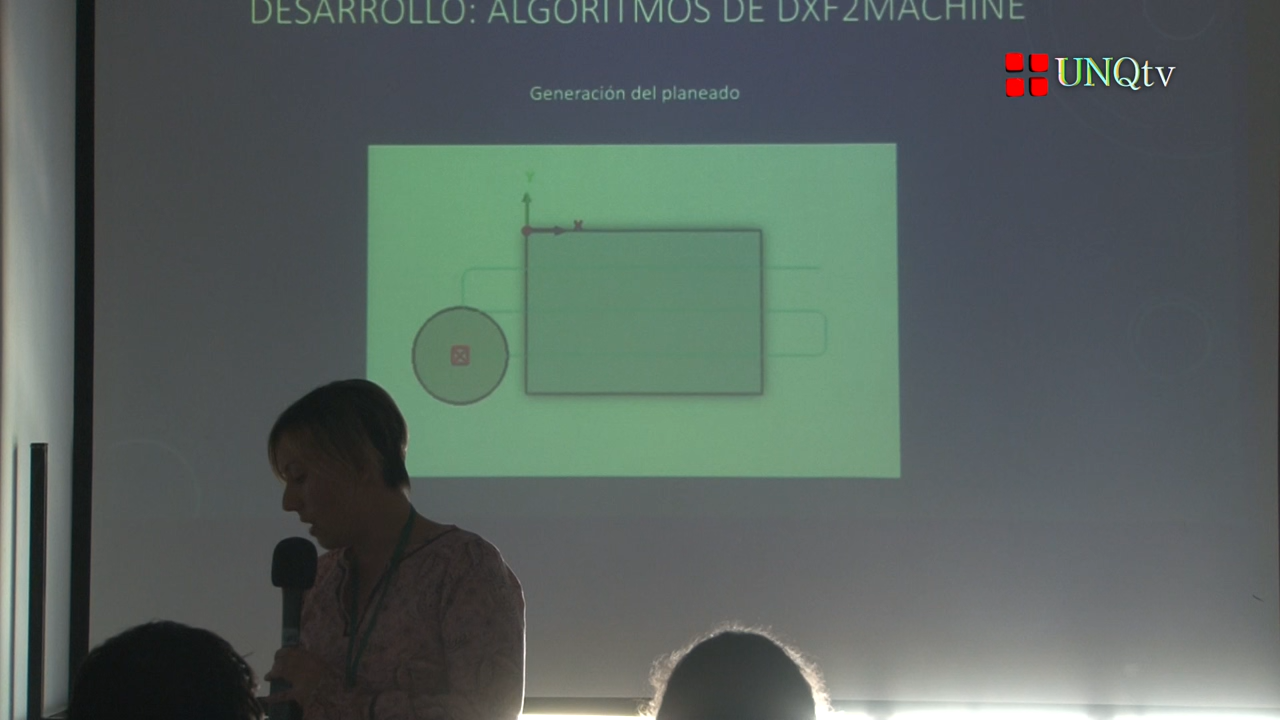 DESARROLLO: ALGORITMOS DE DXF2MACHINE
UNQtv
Generación del planeado
Y
X